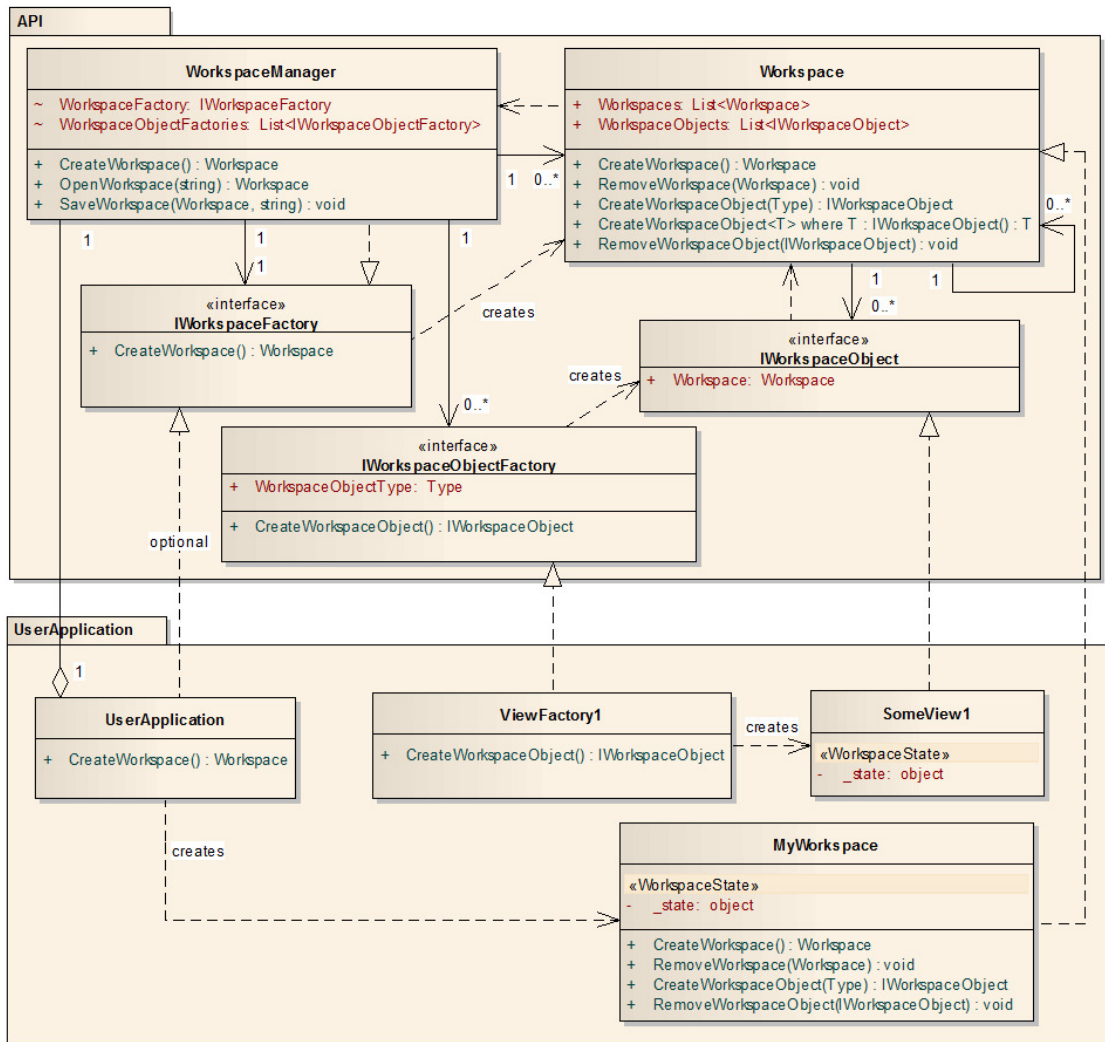 API
WorkspaceManager
~ WorkspaceFactory: IWorkspaceFactory
~ WorkspaceObjectFactories: List<IWorkspaceObjectFactory>
+ CreateWorkspace() : Workspace
+ OpenWorkspace(string) : Workspace
+ SaveWorkspace(Workspace, string) : void
Workspace
+ Workspaces: List<Workspace>
+ WorkspaceObjects: List<IWorkspaceObject>
+ CreateWorkspace() : Workspace
+ RemoveWorkspace(Workspace) : void
+ CreateWorkspaceObject(Type) : IWorkspaceObject
+ CreateWorkspaceObject<T> where T : IWorkspaceObject() : T
+ RemoveWorkspaceObject(IWorkspaceObject) : void
1 0..*
0..*
1
1
1
1
1
1
0..*
creates
«interface»
IWorkspaceFactory
+ CreateWorkspace() : Workspace
«interface»
IWorkspaceObject
+ Workspace: Workspace
creates
0..*
«interface»
IWorkspaceObjectFactory
+ WorkspaceObjectType: Type
+ CreateWorkspaceObject() : IWorkspaceObject
optional
UserApplication
1
UserApplication
+ CreateWorkspace() : Workspace
ViewFactory1
+ CreateWorkspaceObject() : IWorkspaceObject
creates
SomeView1
«WorkspaceState»
- _state: object
creates
MyWorkspace
«WorkspaceState»
- _state: object
+ CreateWorkspace() : Workspace
+ RemoveWorkspace(Workspace) : void
+ CreateWorkspaceObject(Type) : IWorkspaceObject
+ RemoveWorkspaceObject(IWorkspaceObject) : void